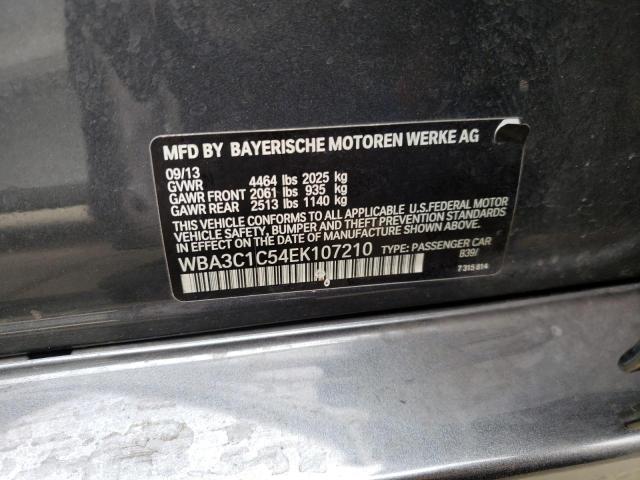 MFD BY BAYERISCHE MOTOREN WERKE AG
09/13
GVWR 4464 lbs 2025 kg
GAWR FRONT 2061 lbs 935 kg
GAWR REAR 2513 lbs 1140 kg
THIS VEHICLE CONFORMS TO ALL APPLICABLE U.S.FEDERAL MOTOR
VEHICLE SAFETY, BUMPER AND THEFT PREVENTION STANDARDS
IN EFFECT ON THE DATE OF MANUFACTURE SHOWN ABOVE.
WBA3C1C54EK107210 TYPE: PASSENGER CAR
B39/
7 315 814